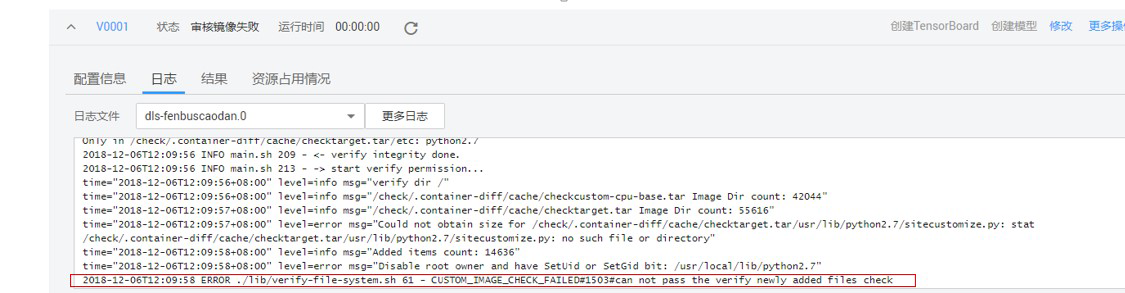 V0001 状态 审核镜像失败 运行时间 00:00:00 创建TensorBoard 创建模型 修改 更多操
配置信息 日志 结果 资源占用情况
日志文件 dls-fenbuscaodan.0 更多日志
Only in /check/.container-diff/cache/checktarget.tar/etc: python2.7
2018-12-06T12:09:56 INFO main.sh 209 - <- verify integrity done.
2018-12-06T12:09:56 INFO main.sh 213 - -> start verify permission...
time="2018-12-06T12:09:56+08:00" level=info msg="verify dir /"
time="2018-12-06T12:09:56+08:00" level=info msg="/check/.container-diff/cache/checkcustom-cpu-base.tar Image Dir count: 42044"
time="2018-12-06T12:09:57+08:00" level=info msg="/check/.container-diff/cache/checktarget.tar Image Dir count: 55616"
time="2018-12-06T12:09:57+08:00" level=error msg="Could not obtain size for /check/.container-diff/cache/checktarget.tar/usr/lib/python2.7/sitecustomize.py: stat
/check/.container-diff/cache/checktarget.tar/usr/lib/python2.7/sitecustomize.py: no such file or directory"
time="2018-12-06T12:09:58+08:00" level=info msg="Added items count: 14636"
time="2018-12-06T12:09:58+08:00" level=error msg="Disable root owner and have SetUid or SetGid bit: /usr/local/lib/python2.7"
2018-12-06T12:09:58 ERROR ./lib/verify-file-system.sh 61 - CUSTOM_IMAGE_CHECK_FAILED#1503#can not pass the verify newly added files check